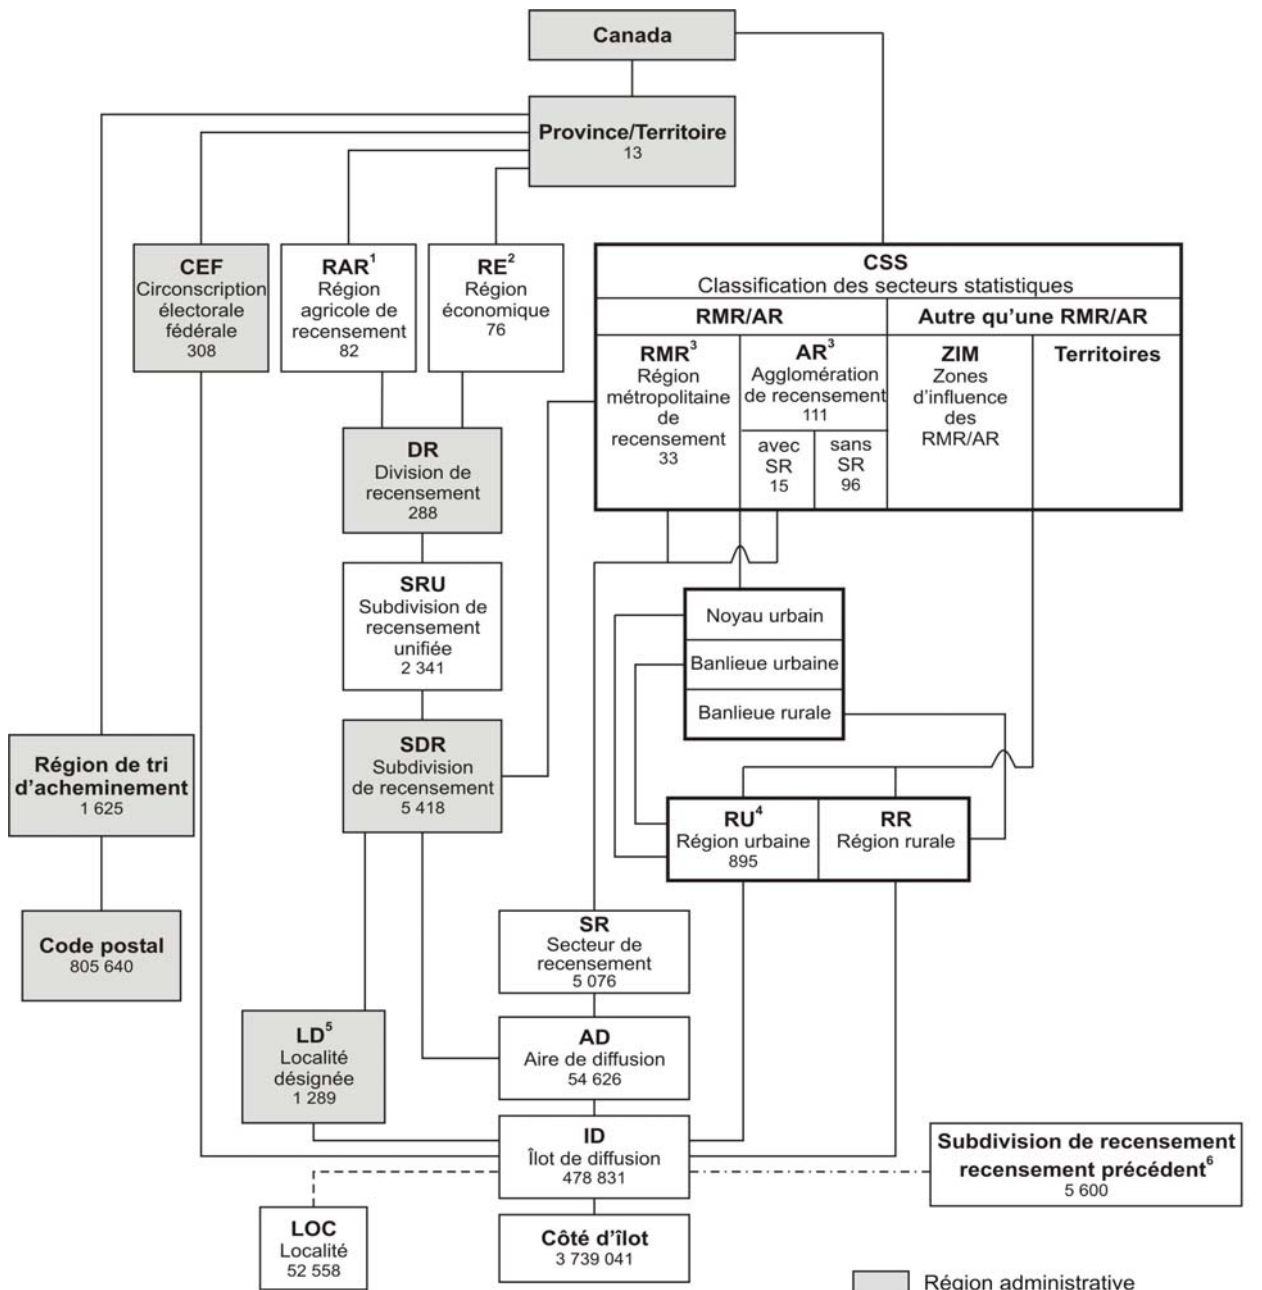 Canada
Province/Territoire
13
CEF
Circonscription
électorale
fédérale
308
RAR1
Région
agricole de
recensement
82
RE2
Région
économique
76
CSS
Classification des secteurs statistiques
RMR/AR
Autre qu'une RMR/AR
RMR3
Région
métropolitaine
de
recensement
33
AR3
Agglomération
de recensement
111
avec
SR
15
sans
SR
96
ZIM
Zones
d'influence
des
RMR/AR
Territoires
DR
Division de
recensement
288
SRU
Subdivision de
recensement
unifiée
2 341
Noyau urbain
Banlieue urbaine
Banlieue rurale
Région de tri
d'acheminement
1 625
SDR
Subdivision
de recensement
5 418
RU4
Région urbaine
895
RR
Région rurale
Code postal
805 640
SR
Secteur de
recensement
5 076
LD5
Localité
désignée
1 289
AD
Aire de diffusion
54 626
ID
Îlot de diffusion
478 831
Subdivision de recensement
recensement précédent6
5 600
LOC
Localité
52 558
Côté d'îlot
3 739 041
Région administrative